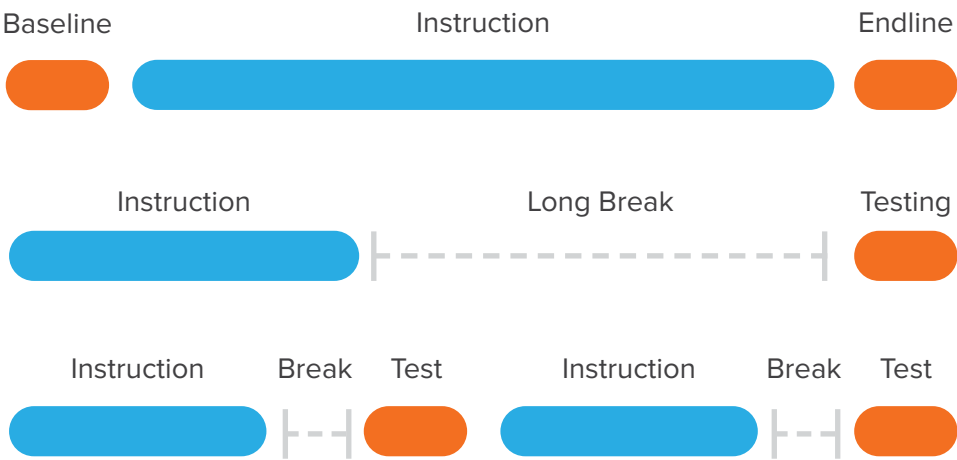 Baseline Instruction Endline
Instruction Long Break Testing
Instruction Break Test Instruction Break Test